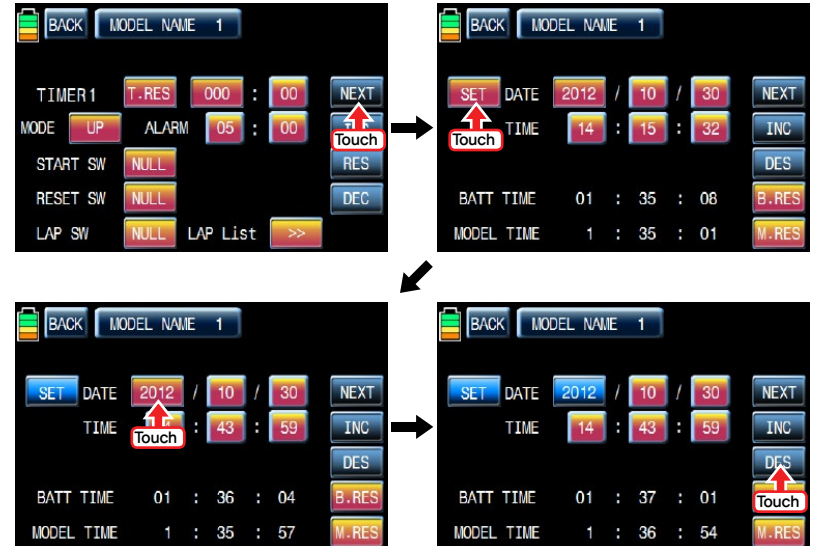 BACK MODEL NAME 1
TIMER1 T.RES 000 : 00 NEXT
MODE UP ALARM 05 : 00
Touch
START SW NULL RES
RESET SW NULL DEC
LAP SW NULL LAP List >>
BACK MODEL NAME 1
SET DATE 2012 / 10 / 30 NEXT
Touch TIME 14 : 15 : 32 INC
DES
BATT TIME 01 : 35 : 08 B.RES
MODEL TIME 1 : 35 : 01 M.RES
BACK MODEL NAME 1
SET DATE 2012 / 10 / 30 NEXT
TIME : 43 : 59 INC
Touch
DES
BATT TIME 01 : 36 : 04 B.RES
MODEL TIME 1 : 35 : 57 M.RES
BACK MODEL NAME 1
SET DATE 2012 / 10 / 30 NEXT
TIME 14 : 43 : 59 INC
DES
BATT TIME 01 : 37 : 01 Touch
MODEL TIME 1 : 36 : 54 M.RES